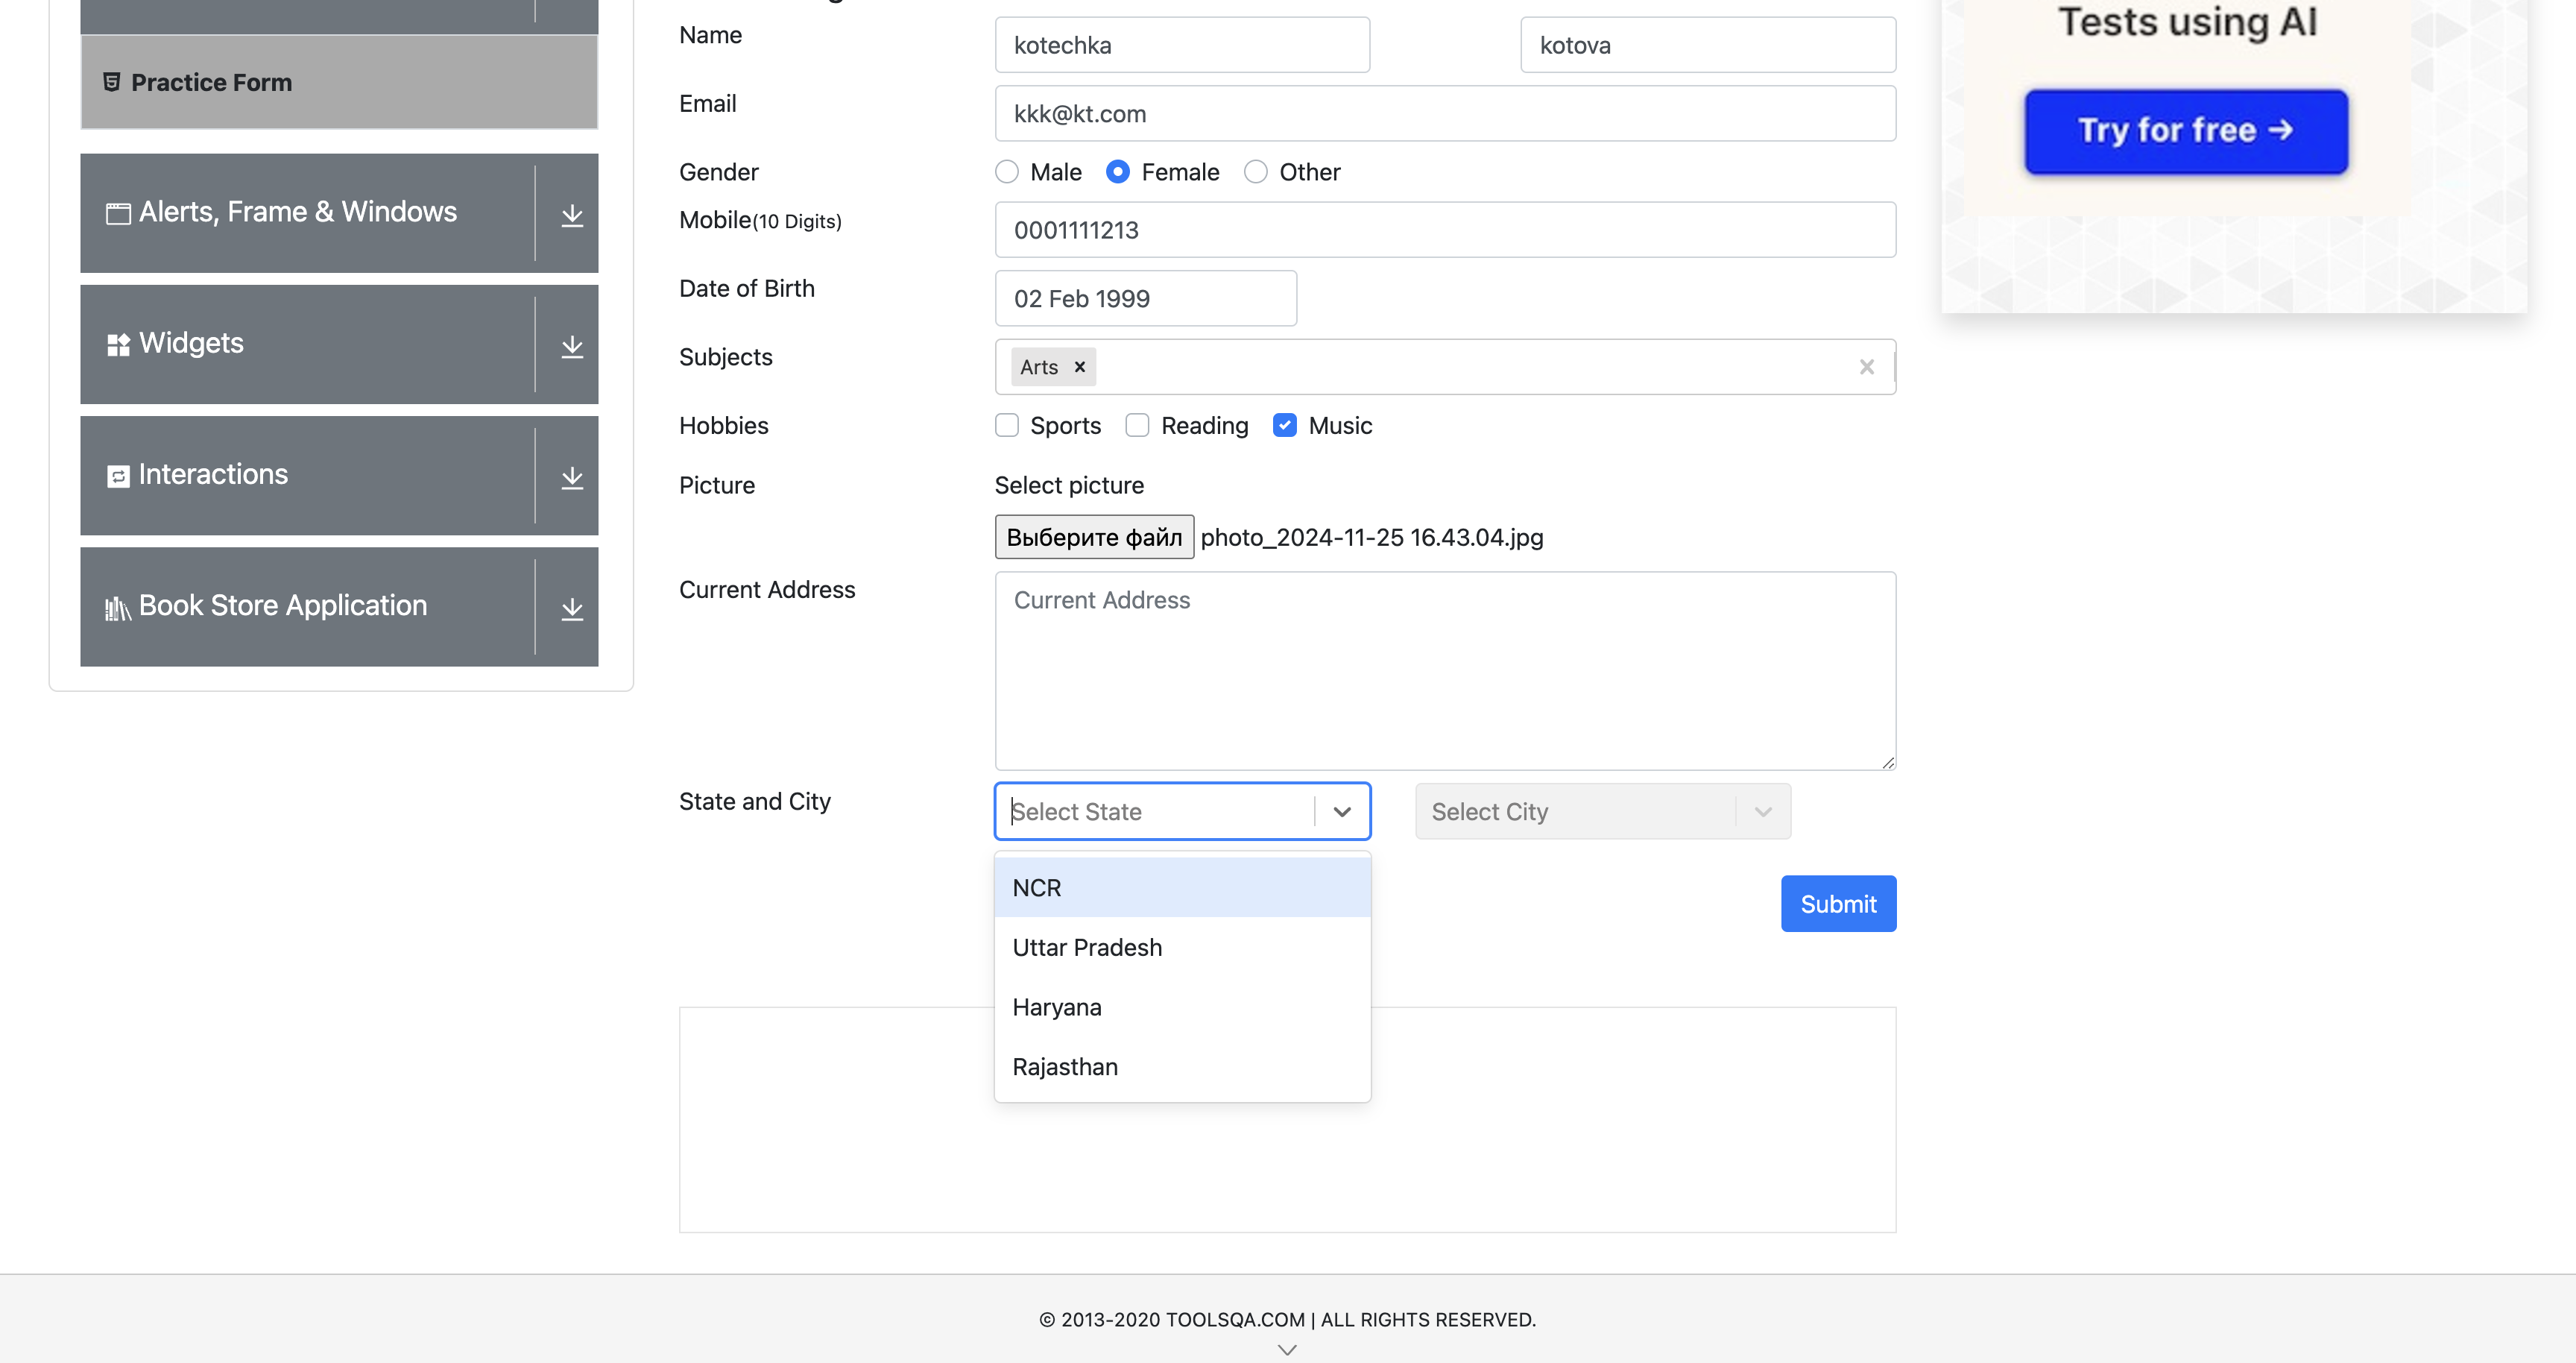 Practice Form
Alerts, Frame & Windows
Widgets
Interactions
Book Store Application
Name
kotechka
kotova
Email
kkk@kt.com
Gender
Male
Female
Other
Mobile(10 Digits)
0001111213
Date of Birth
02 Feb 1999
Subjects
Arts
Hobbies
Sports
Reading
Music
Picture
Select picture
Выберите файл photo_2024-11-25 16.43.04.jpg
Current Address
Current Address
State and City
Select State
Select City
NCR
Uttar Pradesh
Haryana
Rajasthan
Submit
Tests using AI
Try for free →
© 2013-2020 TOOLSQA.COM | ALL RIGHTS RESERVED.